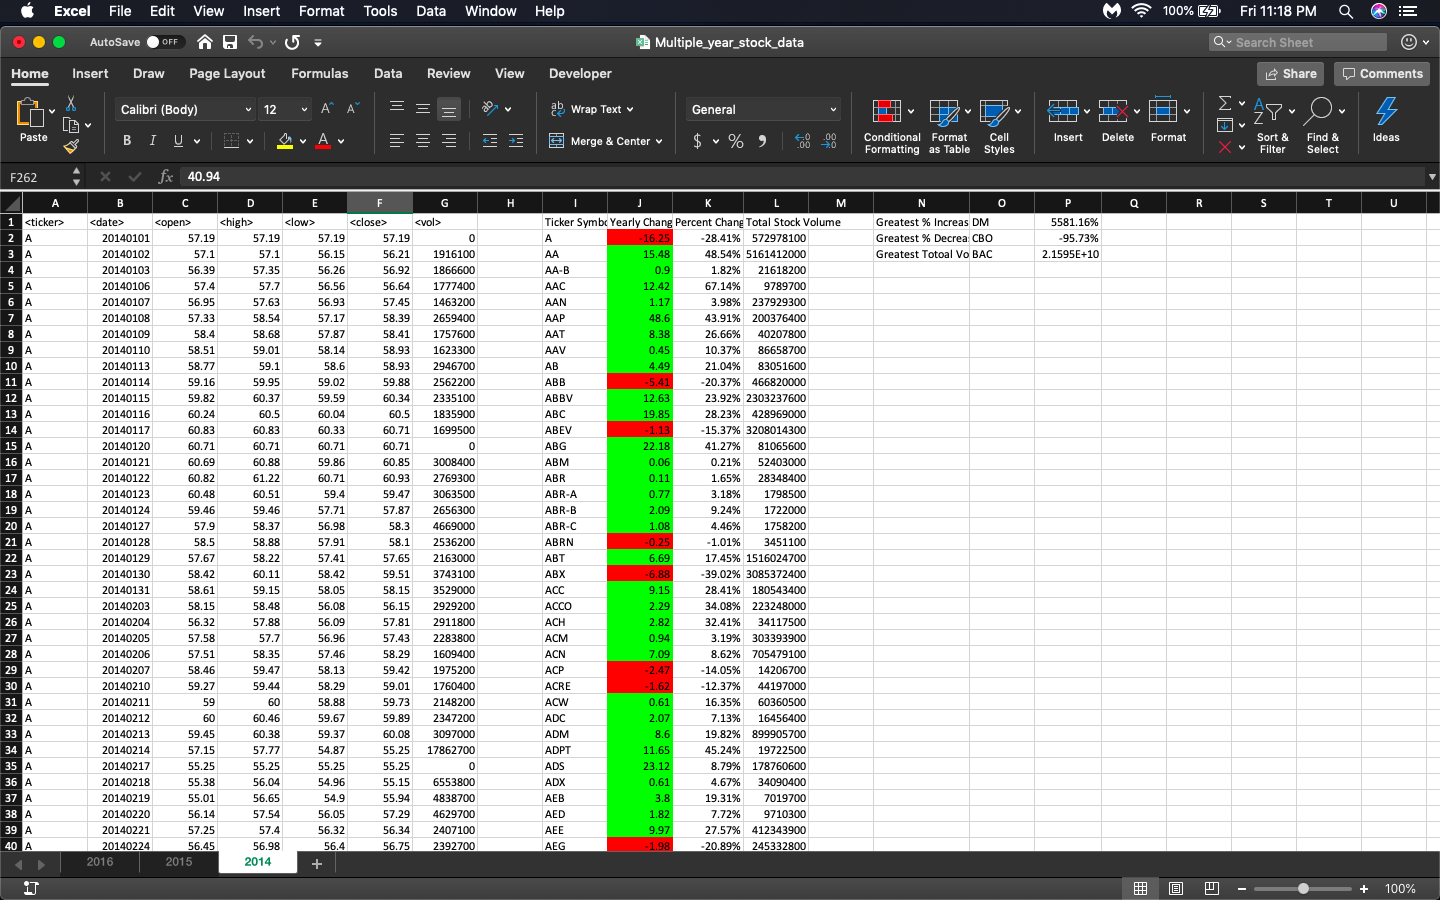 Excel File Edit View Insert Format Tools Data Window Help 100% Fri 11:18 PM
AutoSave OFF Multiple_year_stock_data Search Sheet
Home Insert Draw Page Layout Formulas Data Review View Developer Share Comments
Paste Calibri (Body) 12 A A ab Wrap Text General Conditional Formatting Format as Table Cell Styles Insert Delete Format Sort & Filter Find & Select Ideas
B I U A Merge & Center $ % 9
F262 fx 40.94
A B C D E F G H I J K L M N O P Q R S T U
1 <ticker> <date> <open> <high> <low> <close> <vol> Ticker Symbo Yearly Chang Percent Chang Total Stock Volume Greatest % Increas DM 5581.16%
2 A 20140101 57.19 57.19 57.19 57.19 0 A -16.25 -28.41% 572978100 Greatest % Decrea CBO -95.73%
3 A 20140102 57.1 57.1 56.15 56.21 1916100 AA 15.48 48.54% 5161412000 Greatest Totoal Vo BAC 2.1595E+10
4 A 20140103 56.39 57.35 56.26 56.92 1866600 AA-B 0.9 1.82% 21618200
5 A 20140106 57.4 57.7 56.56 56.64 1777400 AAC 12.42 67.14% 9789700
6 A 20140107 56.95 57.63 56.93 57.45 1463200 AAN 1.17 3.98% 237929300
7 A 20140108 57.33 58.54 57.17 58.39 2659400 AAP 48.6 43.91% 200376400
8 A 20140109 58.4 58.68 57.87 58.41 1757600 AAT 8.38 26.66% 40207800
9 A 20140110 58.51 59.01 58.14 58.93 1623300 AAV 0.45 10.37% 86658700
10 A 20140113 58.77 59.1 58.6 58.93 2946700 AB 4.49 21.04% 83051600
11 A 20140114 59.16 59.95 59.02 59.88 2562200 ABB -5.41 -20.37% 466820000
12 A 20140115 59.82 60.37 59.59 60.34 2335100 ABBV 12.63 23.92% 2303237600
13 A 20140116 60.24 60.5 60.04 60.5 1835900 ABC 19.85 28.23% 428969000
14 A 20140117 60.83 60.83 60.33 60.71 1699500 ABEV -1.13 -15.37% 3208014300
15 A 20140120 60.71 60.71 60.71 60.71 0 ABG 22.18 41.27% 81065600
16 A 20140121 60.69 60.88 59.86 60.85 3008400 ABM 0.06 0.21% 52403000
17 A 20140122 60.82 61.22 60.71 60.93 2769300 ABR 0.11 1.65% 28348400
18 A 20140123 60.48 60.51 59.4 59.47 3063500 ABR-A 0.77 3.18% 1798500
19 A 20140124 59.46 59.46 57.71 57.87 2656300 ABR-B 2.09 9.24% 1722000
20 A 20140127 57.9 58.37 56.98 58.3 4669000 ABR-C 1.08 4.46% 1758200
21 A 20140128 58.5 58.88 57.91 58.1 2536200 ABRN -0.25 -1.01% 3451100
22 A 20140129 57.67 58.22 57.41 57.65 2163000 ABT 6.69 17.45% 1516024700
23 A 20140130 58.42 60.11 58.42 59.51 3743100 ABX -6.88 -39.02% 3085372400
24 A 20140131 58.61 59.15 58.05 58.15 3529000 ACC 9.15 28.41% 180543400
25 A 20140203 58.15 58.48 56.08 56.15 2929200 ACCO 2.29 34.08% 223248000
26 A 20140204 56.32 57.88 56.09 57.81 2911800 ACH 2.82 32.41% 34117500
27 A 20140205 57.58 57.7 56.96 57.43 2283800 ACM 0.94 3.19% 303393900
28 A 20140206 57.51 58.35 57.46 58.29 1609400 ACN 7.09 8.62% 705479100
29 A 20140207 58.46 59.47 58.13 59.42 1975200 ACP -2.47 -14.05% 14206700
30 A 20140210 59.27 59.44 58.29 59.01 1760400 ACRE -1.62 -12.37% 44197000
31 A 20140211 59 60 58.88 59.73 2148200 ACW 0.61 16.35% 60360500
32 A 20140212 60 60.46 59.67 59.89 2347200 ADC 2.07 7.13% 16456400
33 A 20140213 59.45 60.38 59.37 60.08 3097000 ADM 8.6 19.82% 899905700
34 A 20140214 57.15 57.77 54.87 55.25 17862700 ADPT 11.65 45.24% 19722500
35 A 20140217 55.25 55.25 55.25 55.25 0 ADS 23.12 8.79% 178760600
36 A 20140218 55.38 56.04 54.96 55.15 6553800 ADX 0.61 4.67% 34090400
37 A 20140219 55.01 56.65 54.9 55.94 4838700 AEB 3.8 19.31% 7019700
38 A 20140220 56.14 57.54 56.05 57.29 4629700 AED 1.82 7.72% 9710300
39 A 20140221 57.25 57.4 56.32 56.34 2407100 AEE 9.97 27.57% 412343900
40 A 20140224 56.45 56.98 56.4 56.75 2392700 AEG -1.98 -20.89% 245332800
2016 2015 2014 +
100%